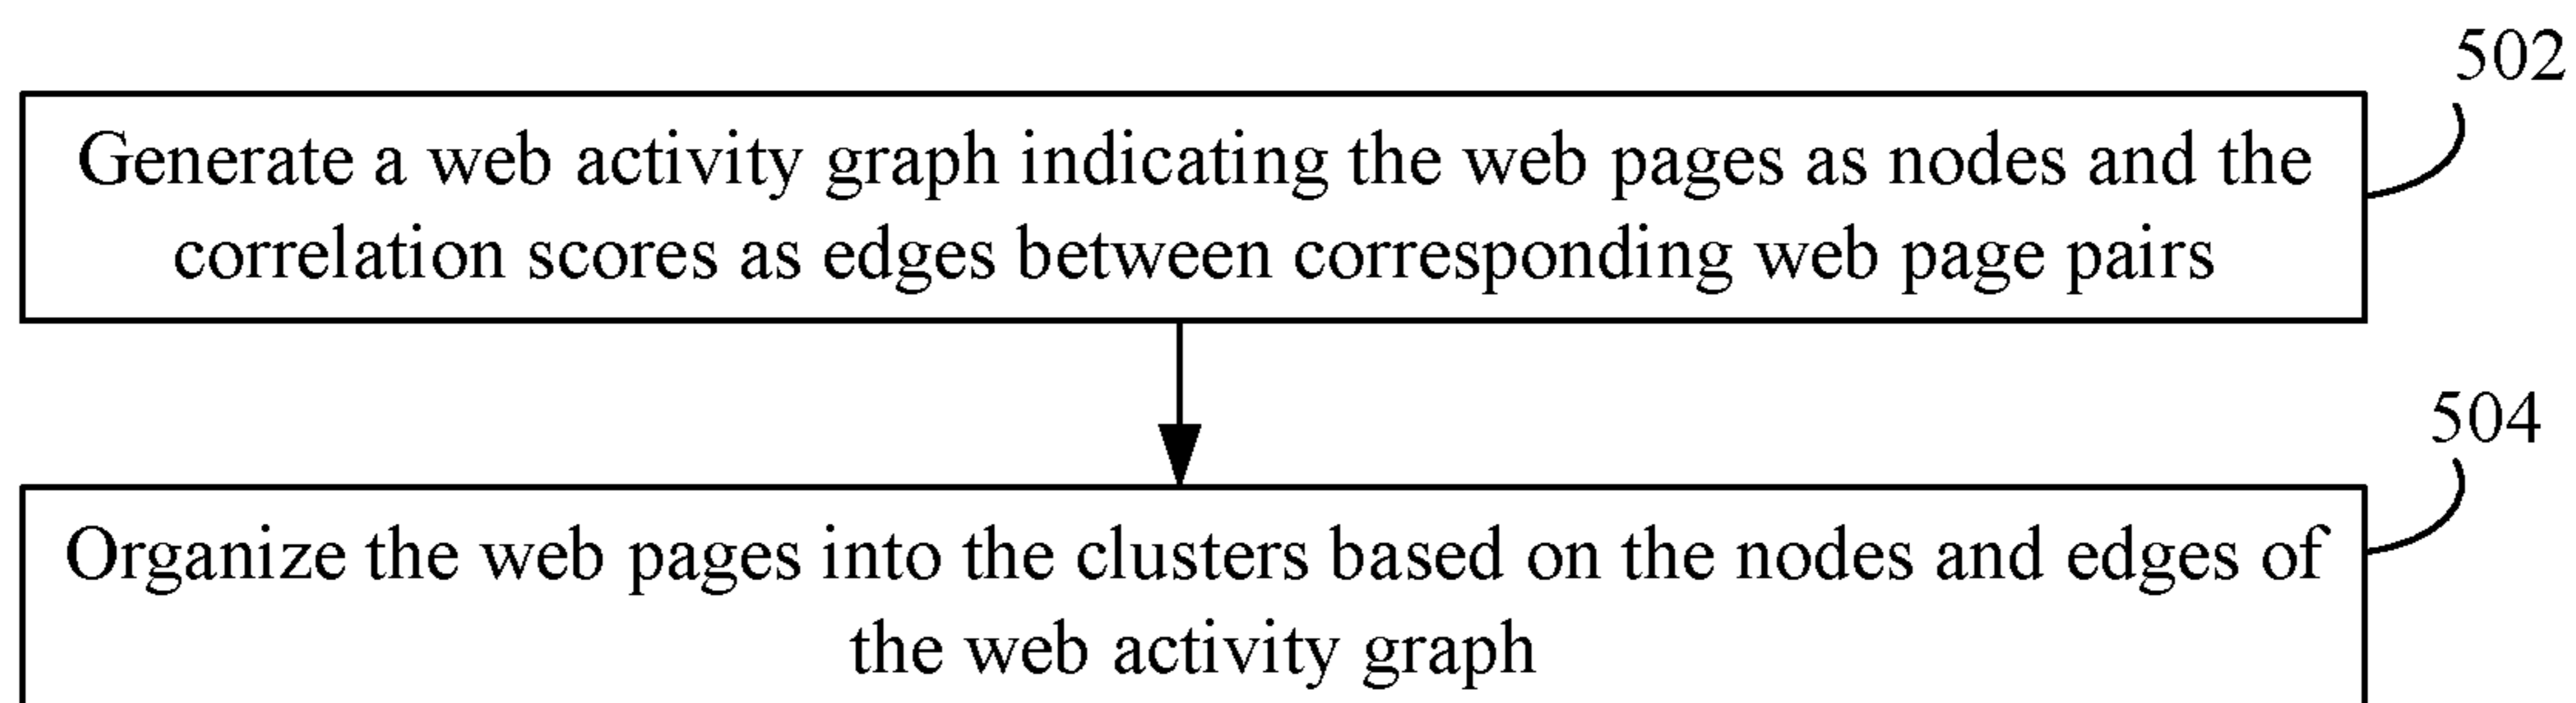 502
Generate a web activity graph indicating the web pages as nodes and the
correlation scores as edges between corresponding web page pairs
504
Organize the web pages into the clusters based on the nodes and edges of
the web activity graph